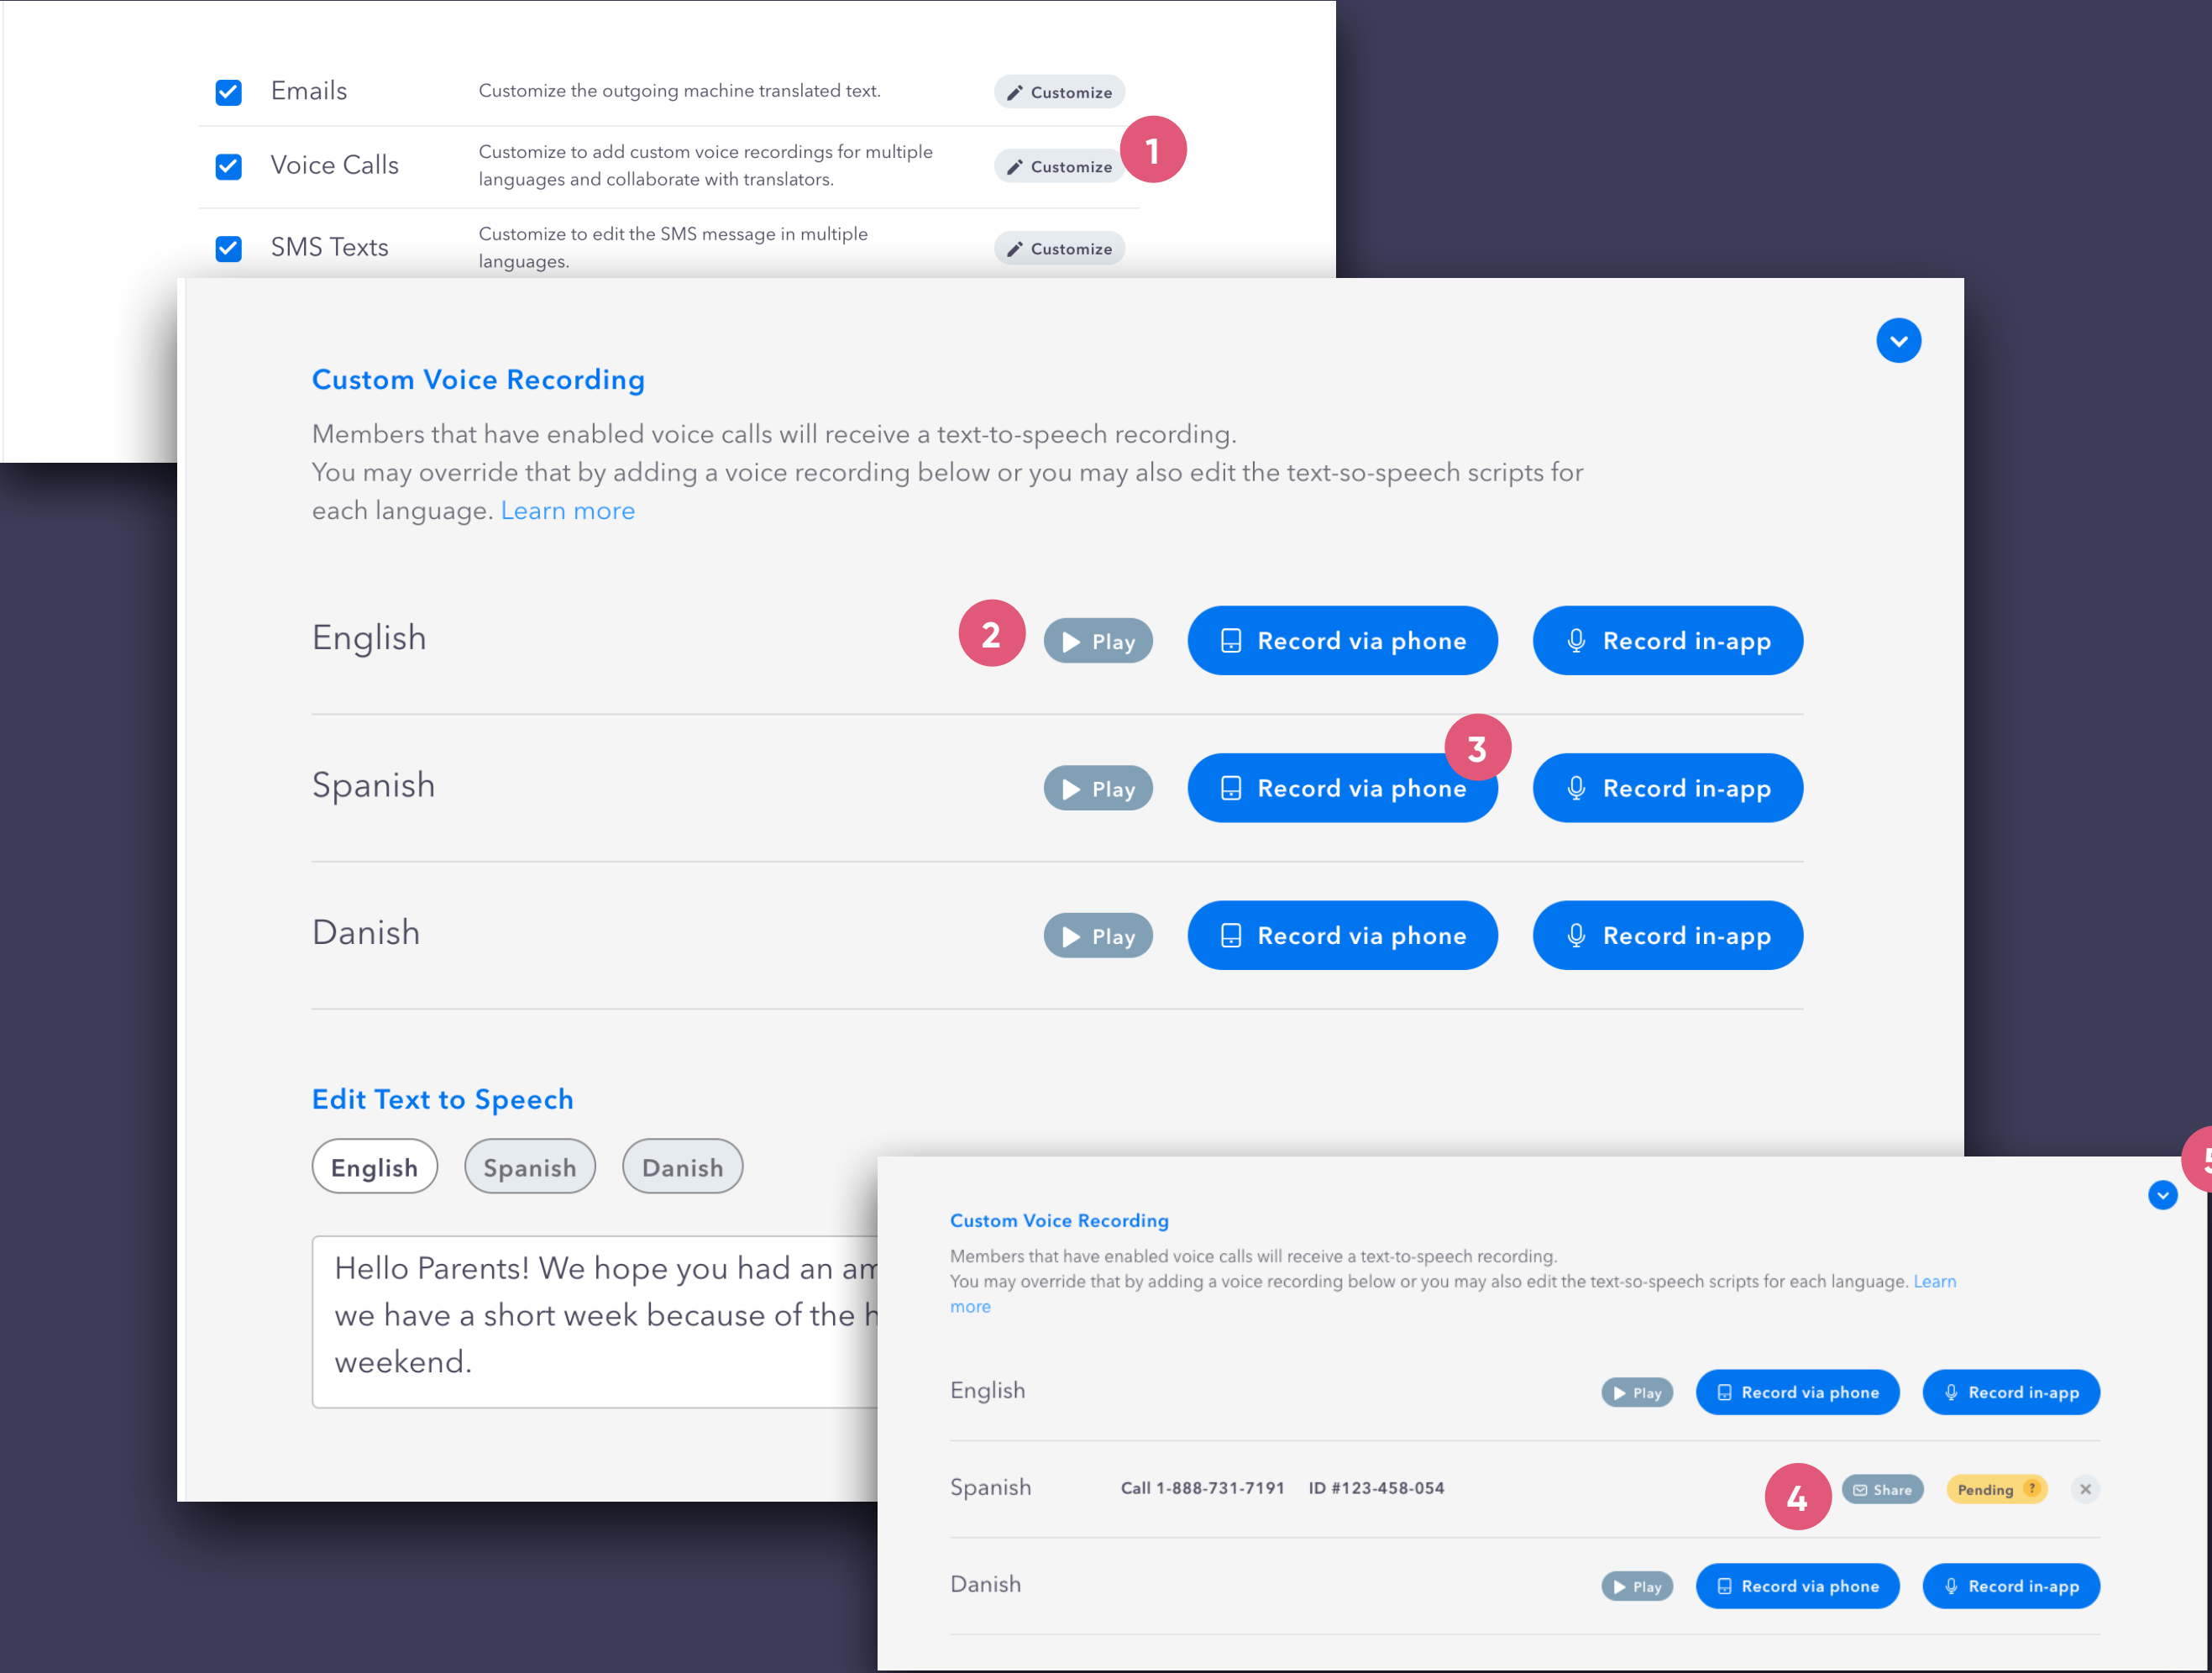 Emails
Customize the outgoing machine translated text.
Customize
Voice Calls
Customize to add custom voice recordings for multiple
languages and collaborate with translators.
Customize
1
SMS Texts
Customize to edit the SMS message in multiple
languages.
Customize
Custom Voice Recording
Members that have enabled voice calls will receive a text-to-speech recording.
You may override that by adding a voice recording below or you may also edit the text-so-speech scripts for
each language. Learn more
English
2
Play
Record via phone
Record in-app
3
Spanish
Play
Record via phone
Record in-app
Danish
Play
Record via phone
Record in-app
Edit Text to Speech
English
Spanish
Danish
Hello Parents! We hope you had an
we have a short week because of the
weekend.
5
Custom Voice Recording
Members that have enabled voice calls will receive a text-to-speech recording.
You may override that by adding a voice recording below or you may also edit the text-so-speech scripts for each language. Learn
more
English
Play
Record via phone
Record in-app
Spanish
Call 1-888-731-7191
ID #123-458-054
4
Share
Pending ?
Danish
Play
Record via phone
Record in-app